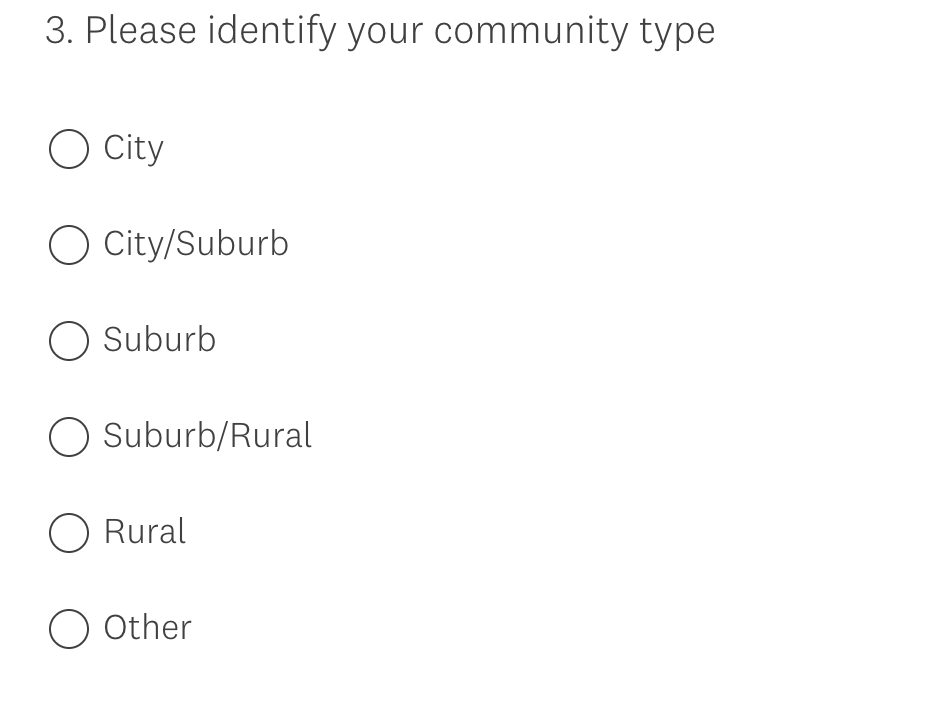 3. Please identify your community type
City
City/Suburb
Suburb
Suburb/Rural
Rural
Other